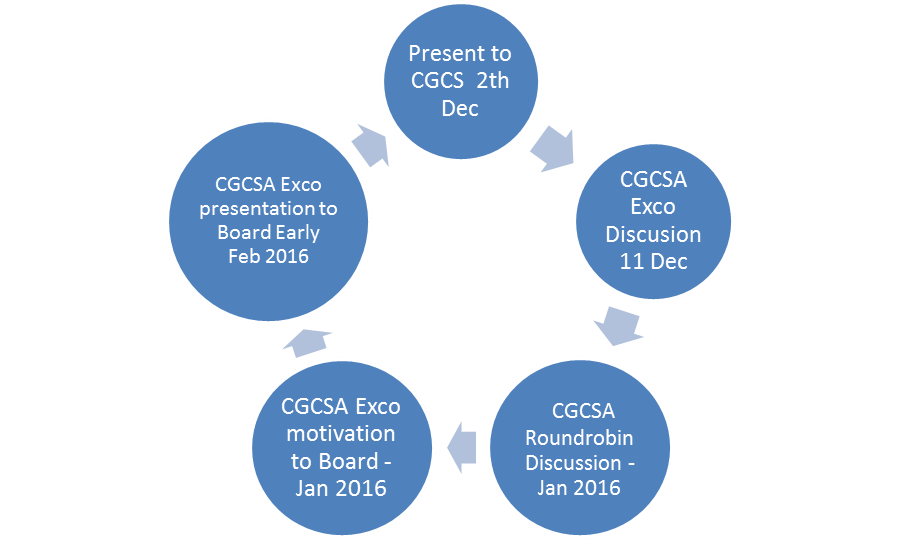 Present to
CGCS 2th
Dec
CGCSA
Exco
Discusion
11 Dec
CGCSA
Roundrobin
Discussion -
Jan 2016
CGCSA Exco
motivation
to Board -
Jan 2016
CGCSA Exco
presentation to
Board Early
Feb 2016